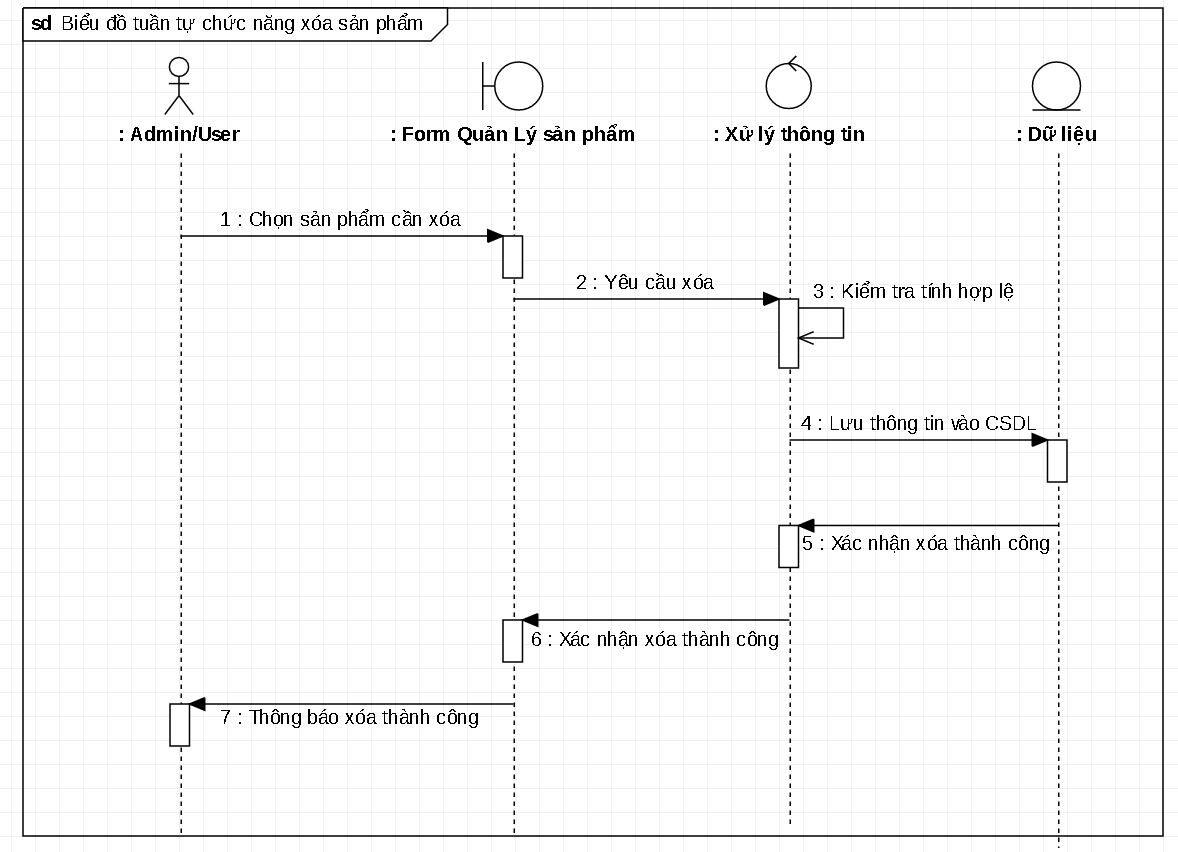 sd Biểu đồ tuần tự chức năng xóa sản phẩm
: Admin/User
: Form Quản Lý sản phẩm
: Xử lý thông tin
: Dữ liệu
1 : Chọn sản phẩm cần xóa
2 : Yêu cầu xóa
3 : Kiểm tra tính hợp lệ
4 : Lưu thông tin vào CSDL
5 : Xác nhận xóa thành công
6 : Xác nhận xóa thành công
7 : Thông báo xóa thành công